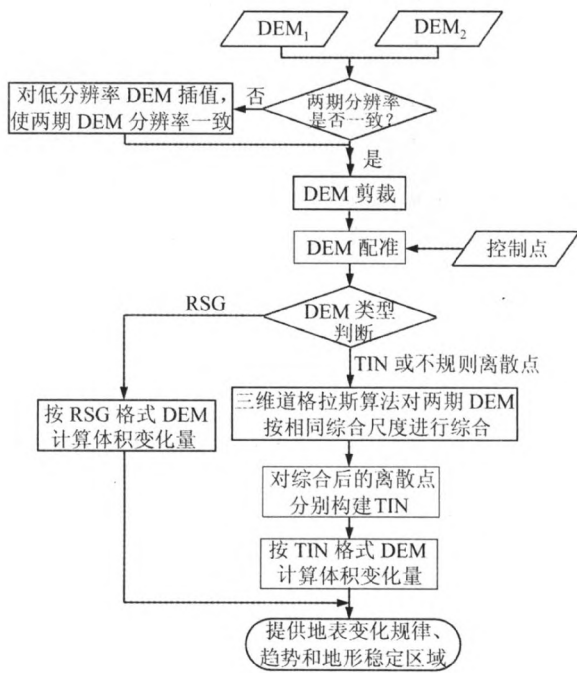 DEM₁
DEM₂
对低分辨率 DEM 插值,
使两期 DEM 分辨率一致
否
两期分辨率
是否一致?
是
DEM 剪裁
DEM 配准
控制点
RSG
DEM 类型
判断
TIN 或不规则离散点
按 RSG 格式 DEM
计算体积变化量
三维道格拉斯算法对两期 DEM
按相同综合尺度进行综合
对综合后的离散点
分别构建 TIN
按 TIN 格式 DEM
计算体积变化量
提供地表变化规律、
趋势和地形稳定区域